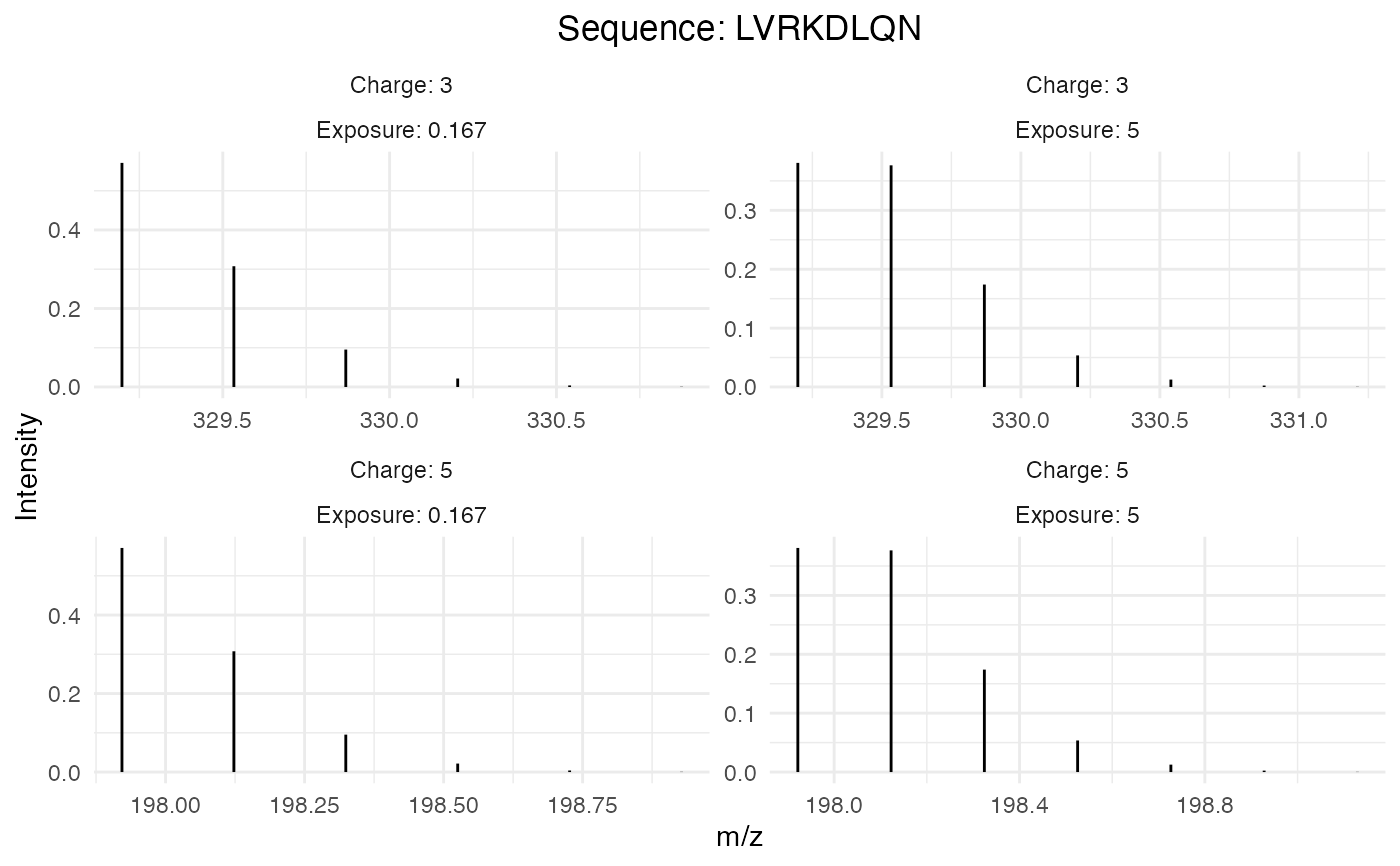 Sequence: LVRKDLQN
Charge: 3
Exposure: 0.167
0.4
0.2
0.0
329.5 330.0 330.5
Charge: 3
Exposure: 5
0.3
0.2
0.1
0.0
329.5 330.0 330.5 331.0
Intensity
Charge: 5
Exposure: 0.167
0.4
0.2
0.0
198.00 198.25 198.50 198.75
Charge: 5
Exposure: 5
0.3
0.2
0.1
0.0
198.0 198.4 198.8
m/z